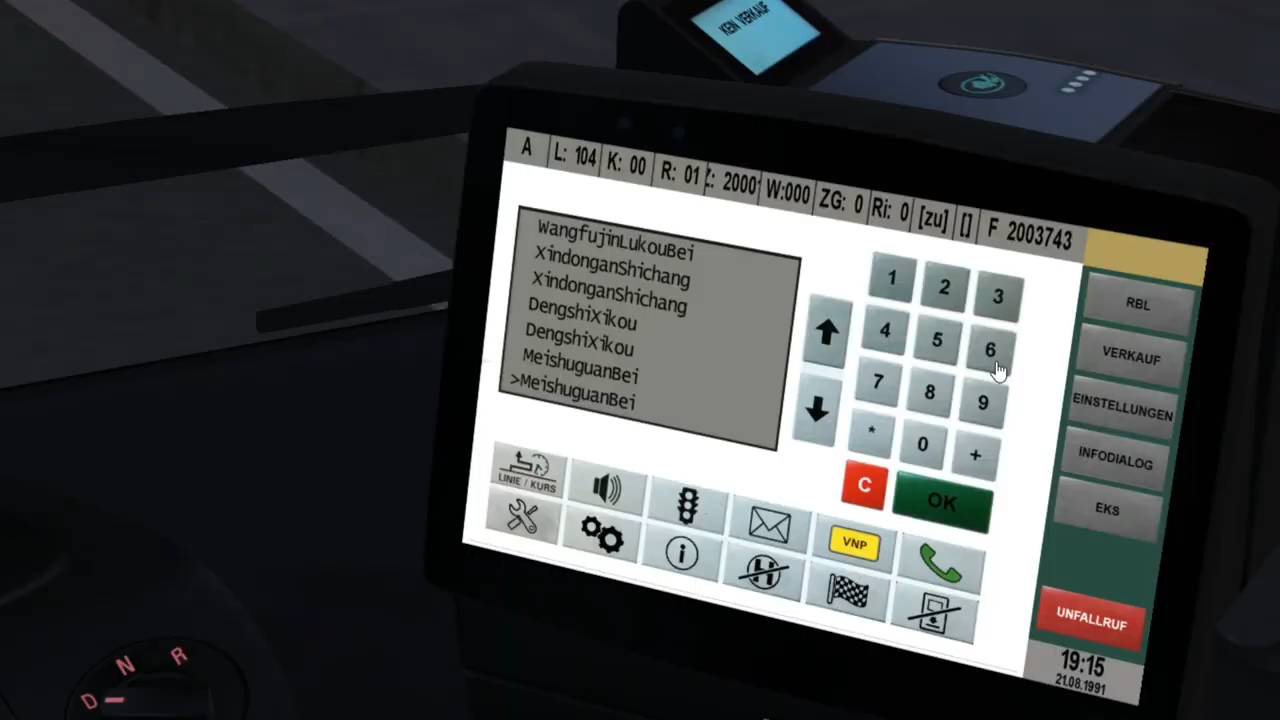 KEIN VERKAUF
A L: 104 K: 00 R: 01 Z: 2000 W:000 ZG: 0 Ri: 0 [zu] [] F 2003743
WangfujinLukouBei
XindonganShichang
XindonganShichang
DengshiXikou
DengshiXikou
MeishuguanBei
>MeishuguanBei
1 2 3
4 5 6
7 8 9
* 0 +
C OK
LINIE / KURS
VNP
H
i
RBL
VERKAUF
EINSTELLUNGEN
INFODIALOG
EKS
UNFALLRUF
19:15
21.08.1991
D N R